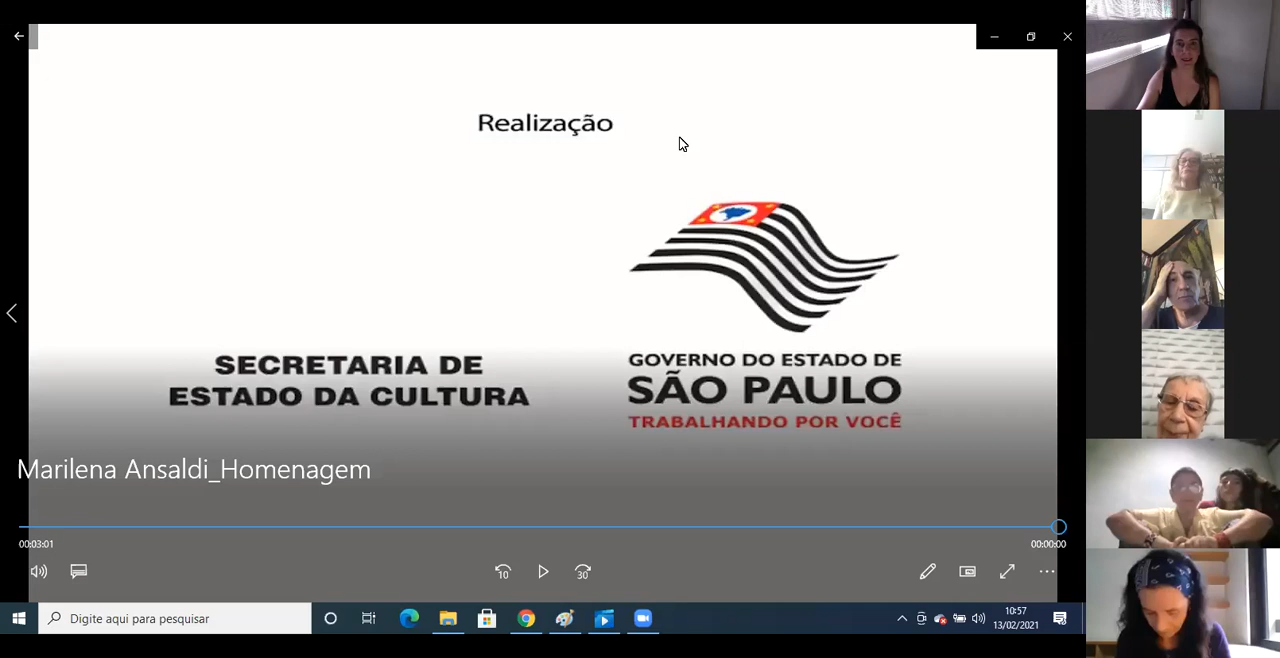 Realização
SECRETARIA DE
ESTADO DA CULTURA
GOVERNO DO ESTADO DE
SÃO PAULO
TRABALHANDO POR VOCÊ
Marilena Ansaldi_Homenagem
00:03:01
00:00:00
10
30
Digite aqui para pesquisar
10:57
13/02/2021